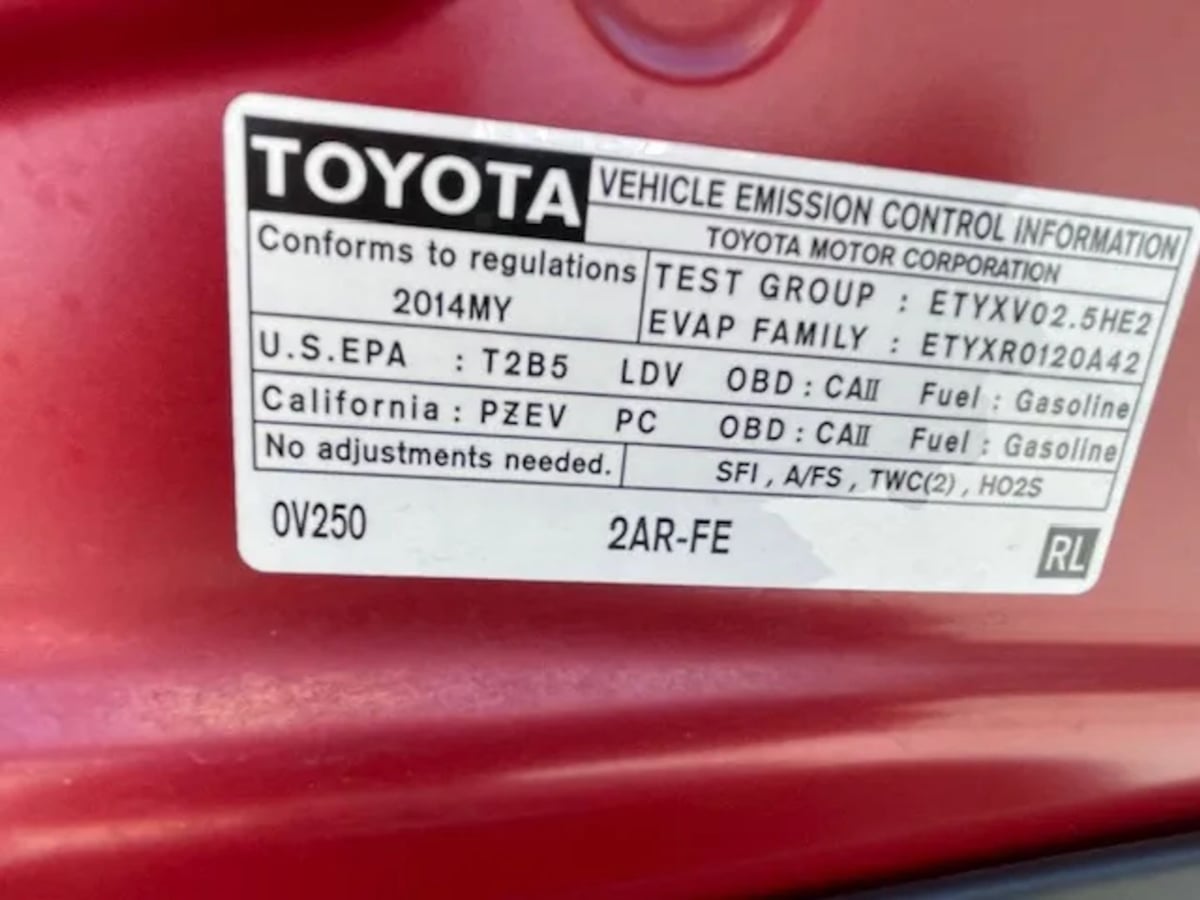 TOYOTA VEHICLE EMISSION CONTROL INFORMATION
TOYOTA MOTOR CORPORATION
Conforms to regulations
2014MY
TEST GROUP : ETYXV02.5HE2
EVAP FAMILY : ETYXR0120A42
U.S.EPA : T2B5 LDV OBD : CAII Fuel : Gasoline
California : PZEV PC OBD : CAII Fuel : Gasoline
No adjustments needed. SFI , A/FS , TWC(2) , HO2S
0V250 2AR-FE RL